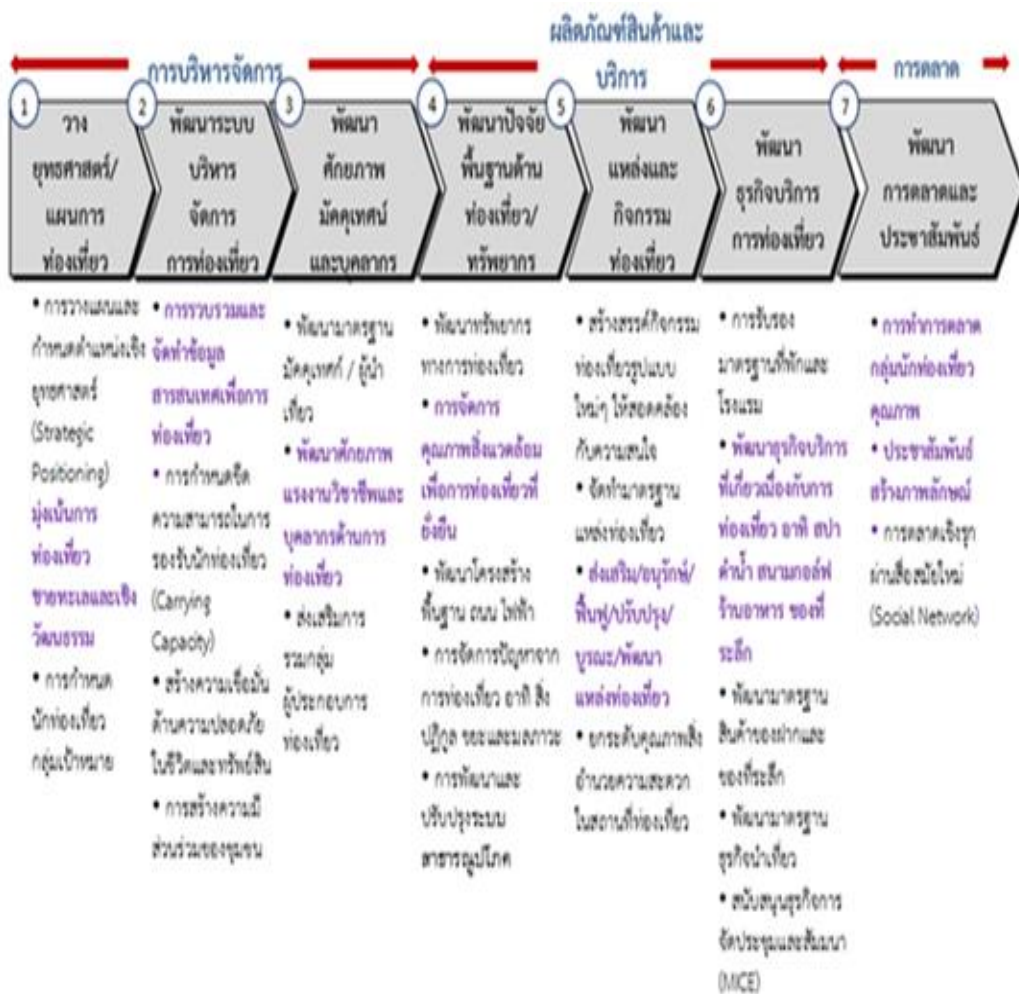 การบริหารจัดการ
ผลิตภัณฑ์สินค้าและ
บริการ
การตลาด
1
วาง
ยุทธศาสตร์/
แผนการ
ท่องเที่ยว
2
พัฒนาระบบ
บริหาร
จัดการ
การท่องเที่ยว
3
พัฒนา
ศักยภาพ
มัคคุเทศน์
และบุคลากร
4
พัฒนาปัจจัย
พื้นฐานด้าน
ท่องเที่ยว/
ทรัพยากร
5
พัฒนา
แหล่งและ
กิจกรรม
ท่องเที่ยว
6
พัฒนา
ธุรกิจบริการ
การท่องเที่ยว
7
พัฒนา
การตลาดและ
ประชาสัมพันธ์
• การวางแผนและ
กำหนดตำแหน่งเชิง
ยุทธศาสตร์
(Strategic
Positioning)
มุ่งเน้นการ
ท่องเที่ยว
ชายทะเลและเชิง
วัฒนธรรม
• การกำหนด
นักท่องเที่ยว
กลุ่มเป้าหมาย
• การรวบรวมและ
จัดทำข้อมูล
สารสนเทศเพื่อการ
ท่องเที่ยว
• การกำหนดขีด
ความสามารถในการ
รองรับนักท่องเที่ยว
(Carrying
Capacity)
• สร้างความเชื่อมั่น
ด้านความปลอดภัย
ในชีวิตและทรัพย์สิน
• การสร้างความมี
ส่วนร่วมของชุมชน
• พัฒนามาตรฐาน
มัคคุเทศก์ / ผู้นำ
เที่ยว
• พัฒนาศักยภาพ
แรงงานวิชาชีพและ
บุคลากรด้านการ
ท่องเที่ยว
• ส่งเสริมการ
รวมกลุ่ม
ผู้ประกอบการ
ท่องเที่ยว
• พัฒนาทรัพยากร
ทางการท่องเที่ยว
• การจัดการ
คุณภาพสิ่งแวดล้อม
เพื่อการท่องเที่ยวที่
ยั่งยืน
• พัฒนาโครงสร้าง
พื้นฐาน ถนน ไฟฟ้า
• การจัดการปัญหาจาก
การท่องเที่ยว อาทิ สิ่ง
ปฏิกูล ขยะและมลภาวะ
• การพัฒนาและ
ปรับปรุงระบบ
สาธารณูปโภค
• สร้างสรรค์กิจกรรม
ท่องเที่ยวรูปแบบ
ใหม่ๆ ให้สอดคล้อง
กับความสนใจ
• จัดทำมาตรฐาน
แหล่งท่องเที่ยว
• ส่งเสริม/อนุรักษ์/
ฟื้นฟู/ปรับปรุง/
บูรณะ/พัฒนา
แหล่งท่องเที่ยว
• ยกระดับคุณภาพสิ่ง
อำนวยความสะดวก
ในสถานที่ท่องเที่ยว
• การรับรอง
มาตรฐานที่พักและ
โรงแรม
• พัฒนาธุรกิจบริการ
ที่เกี่ยวเนื่องกับการ
ท่องเที่ยว อาทิ สปา
ดำน้ำ สนามกอล์ฟ
ร้านอาหาร ของที่
ระลึก
• พัฒนามาตรฐาน
สินค้าของฝากและ
ของที่ระลึก
• พัฒนามาตรฐาน
ธุรกิจนำเที่ยว
• สนับสนุนธุรกิจการ
จัดประชุมและสัมมนา
(MICE)
• การทำการตลาด
กลุ่มนักท่องเที่ยว
คุณภาพ
• ประชาสัมพันธ์
สร้างภาพลักษณ์
• การตลาดเชิงรุก
ผ่านสื่อสมัยใหม่
(Social Network)